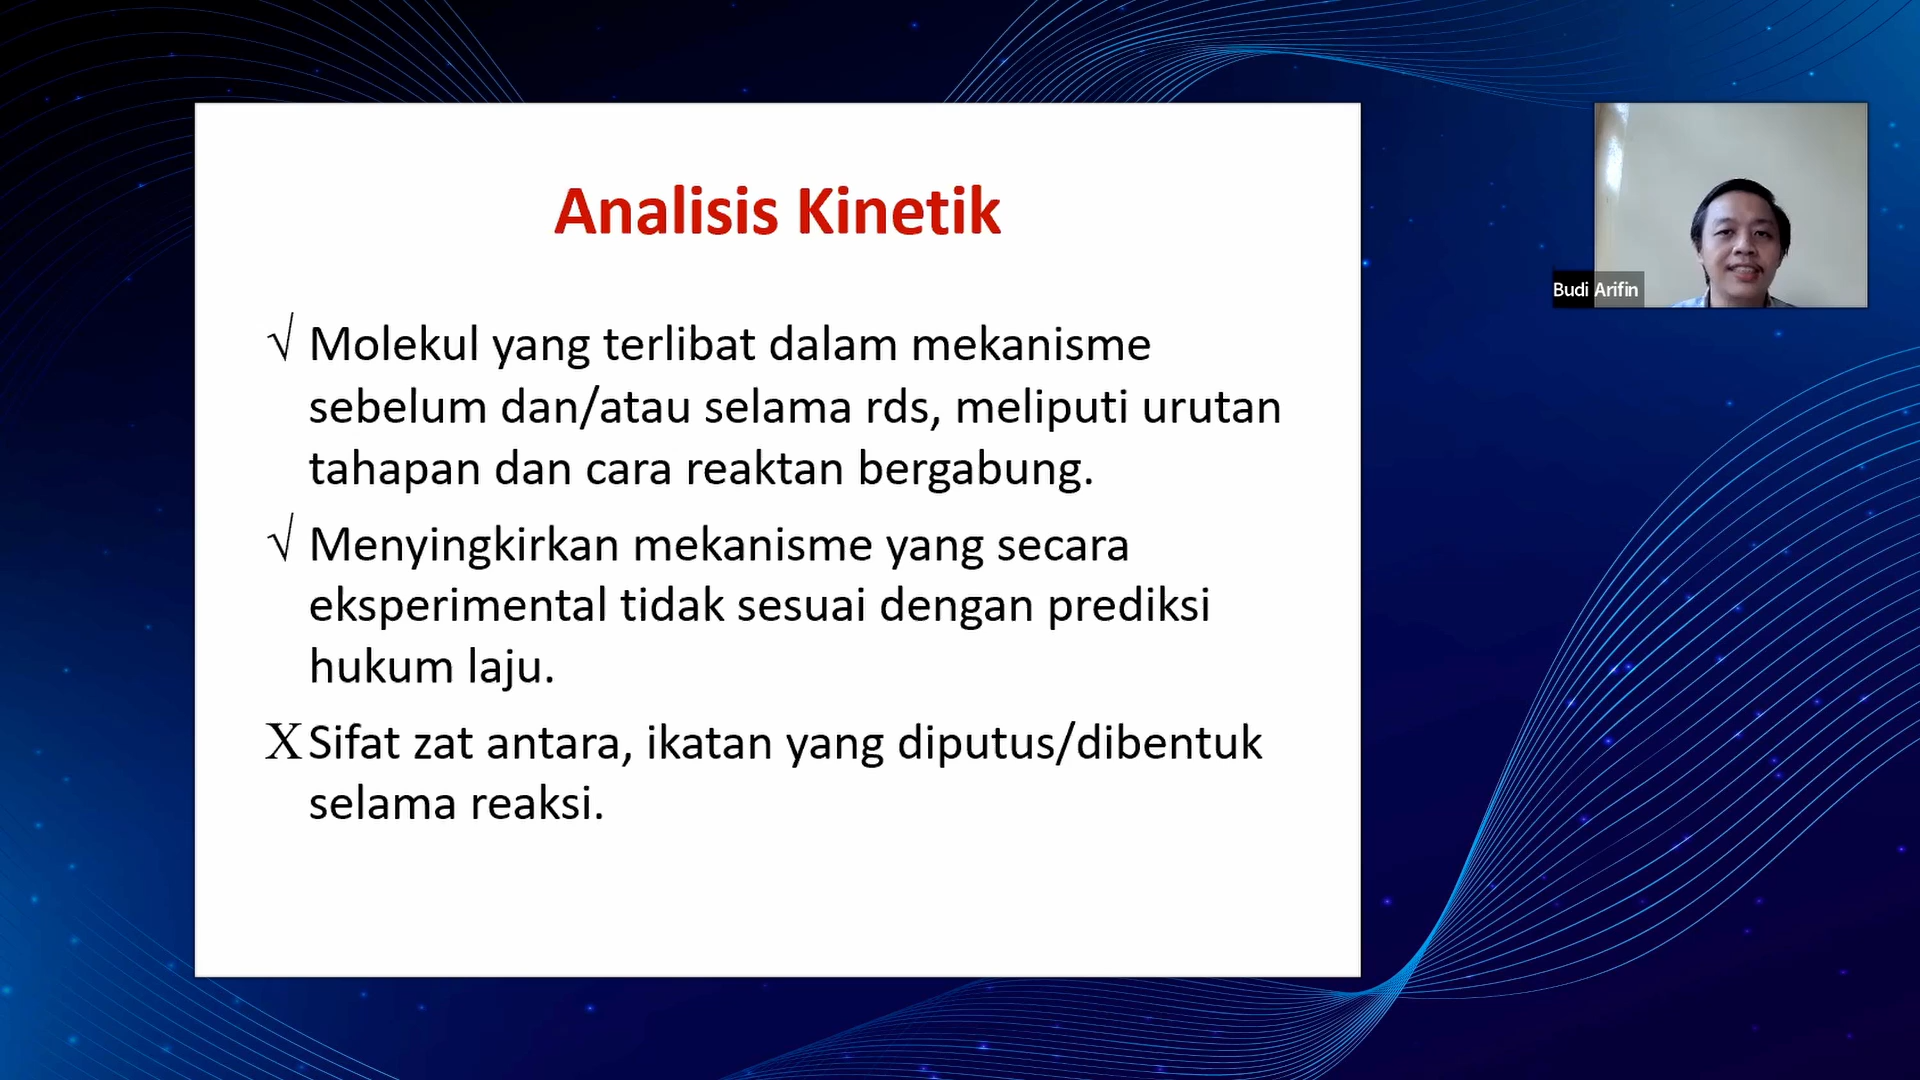 Analisis Kinetik
√ Molekul yang terlibat dalam mekanisme
sebelum dan/atau selama rds, meliputi urutan
tahapan dan cara reaktan bergabung.
√ Menyingkirkan mekanisme yang secara
eksperimental tidak sesuai dengan prediksi
hukum laju.
X Sifat zat antara, ikatan yang diputus/dibentuk
selama reaksi.
Budi Arifin